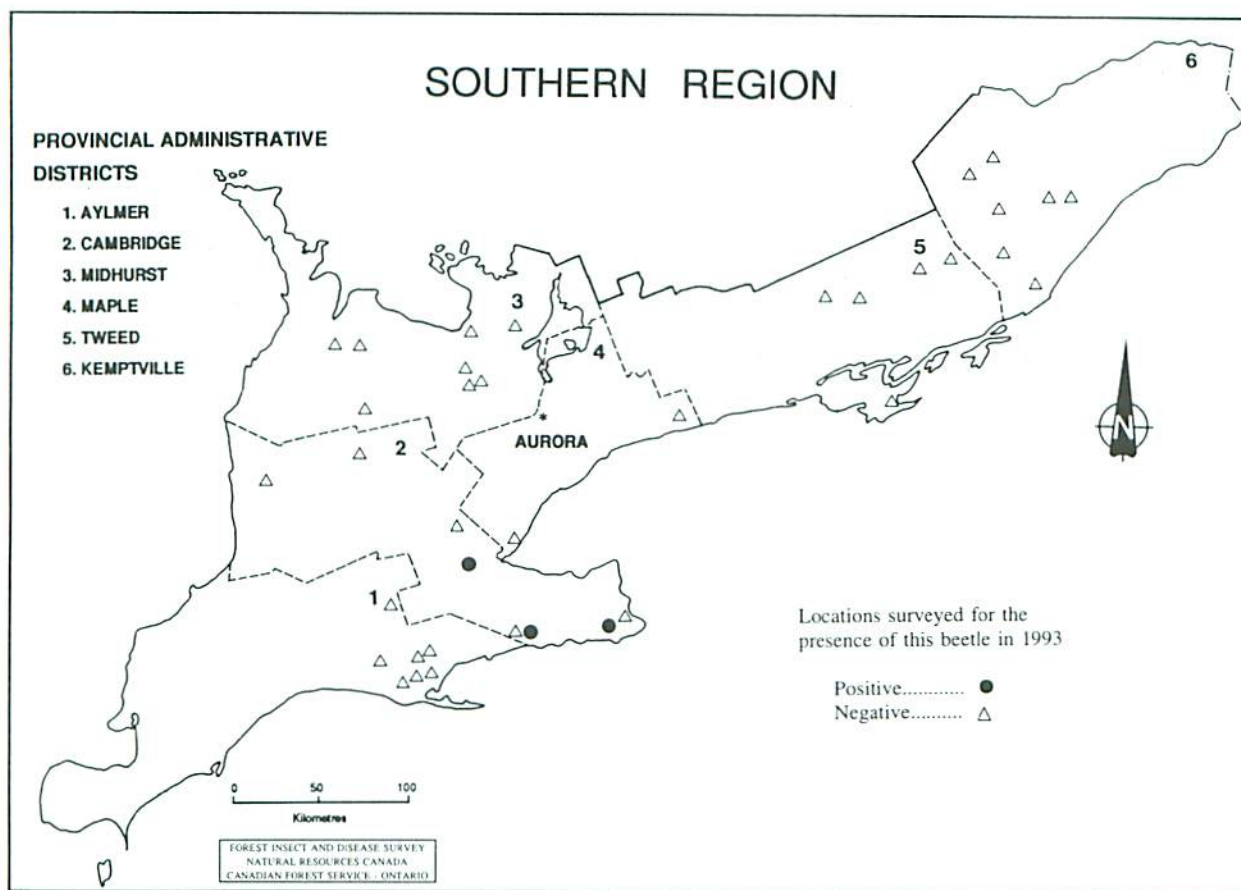 SOUTHERN REGION
PROVINCIAL ADMINISTRATIVE
DISTRICTS
1. AYLMER
2. CAMBRIDGE
3. MIDHURST
4. MAPLE
5. TWEED
6. KEMPTVILLE
6
5
3
4
AURORA
2
1
N
Locations surveyed for the
presence of this beetle in 1993
Positive............
Negative..........
0 50 100
Kilometres
FOREST INSECT AND DISEASE SURVEY
NATURAL RESOURCES CANADA
CANADIAN FOREST SERVICE - ONTARIO